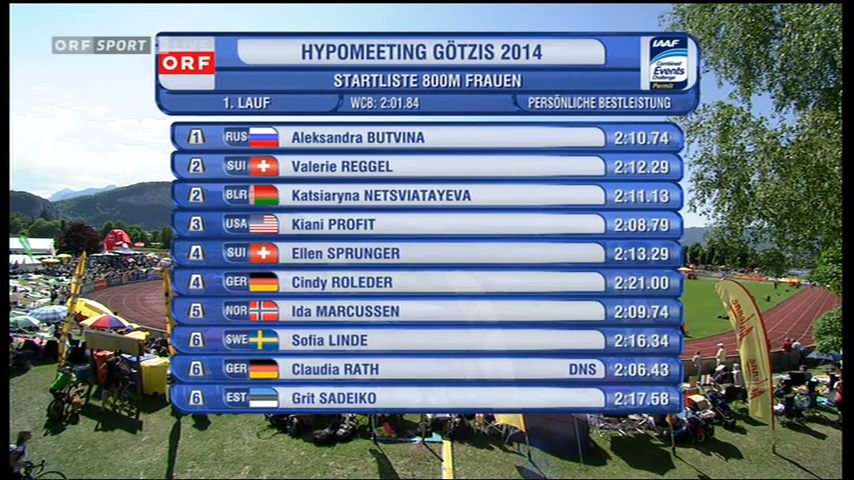 ORF SPORT
LIVE
ORF
HYPOMEETING GÖTZIS 2014
STARTLISTE 800M FRAUEN
1. LAUF WCB: 2:01.84 PERSÖNLICHE BESTLEISTUNG
IAAF
Combined
Events
Challenge
Permit
1 RUS Aleksandra BUTVINA 2:10.74
2 SUI Valerie REGGEL 2:12.29
2 BLR Katsiaryna NETSVIATAYEVA 2:11.13
3 USA Kiani PROFIT 2:08.79
4 SUI Ellen SPRUNGER 2:13.29
4 GER Cindy ROLEDER 2:21.00
5 NOR Ida MARCUSSEN 2:09.74
6 SWE Sofia LINDE 2:16.34
6 GER Claudia RATH DNS 2:06.43
6 EST Grit SADEIKO 2:17.58